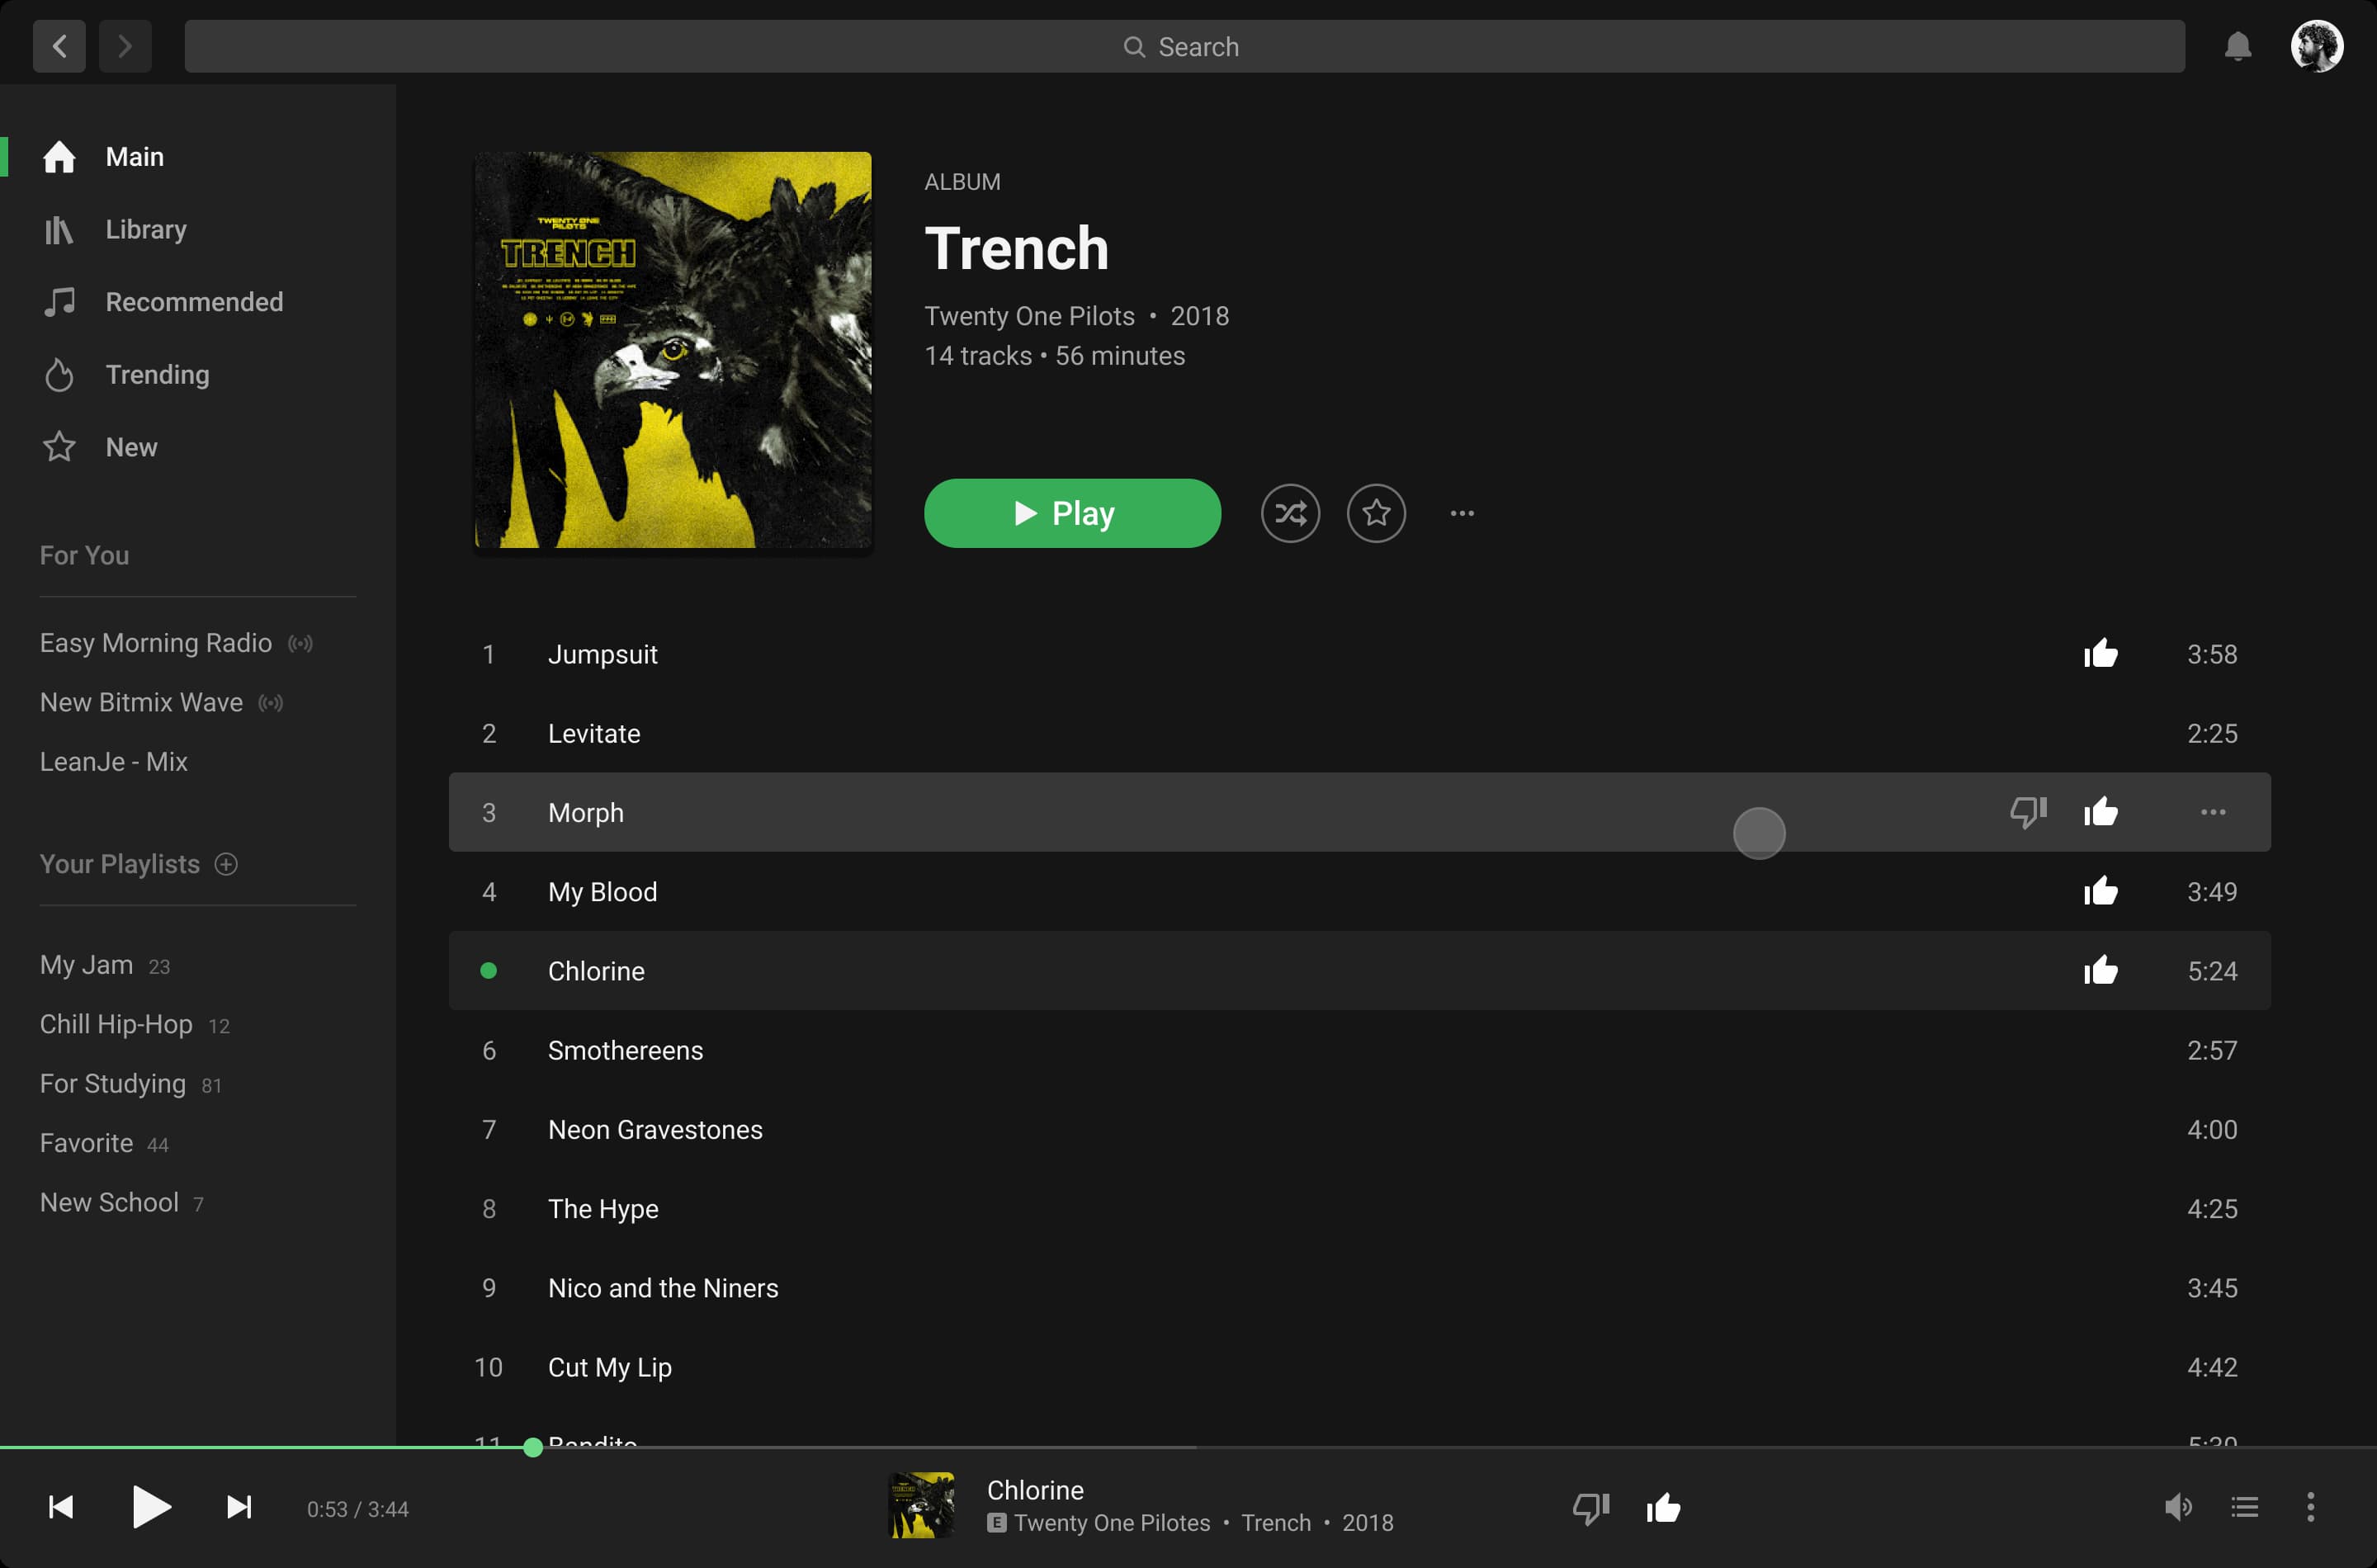 Search
Main
Library
Recommended
Trending
New
For You
Easy Morning Radio
New Bitmix Wave
LeanJe - Mix
Your Playlists
My Jam 23
Chill Hip-Hop 12
For Studying 81
Favorite 44
New School 7
TWENTY ONE
PILOTS
TRENCH
ALBUM
Trench
Twenty One Pilots • 2018
14 tracks • 56 minutes
Play
1 Jumpsuit 3:58
2 Levitate 2:25
3 Morph
4 My Blood 3:49
Chlorine 5:24
6 Smothereens 2:57
7 Neon Gravestones 4:00
8 The Hype 4:25
9 Nico and the Niners 3:45
10 Cut My Lip 4:42
11 Bandito
0:53 / 3:44
Chlorine
E Twenty One Pilotes • Trench • 2018